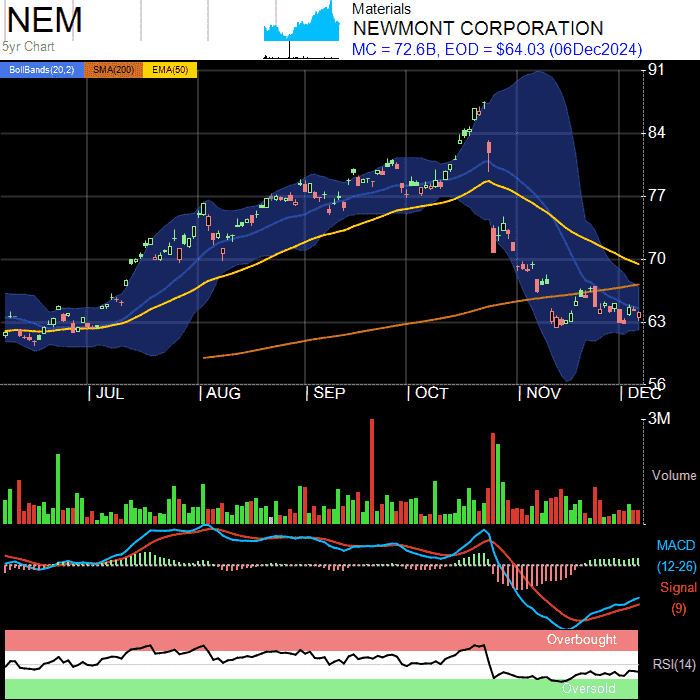 NEM
5yr Chart
Materials
NEWMONT CORPORATION
MC = 72.6B, EOD = $64.03 (06Dec2024)
BollBands(20,2) SMA(200) EMA(50)
91
84
77
70
63
56
JUL AUG SEP OCT NOV DEC
3M
Volume
MACD
(12-26)
Signal
(9)
Overbought
RSI(14)
Oversold